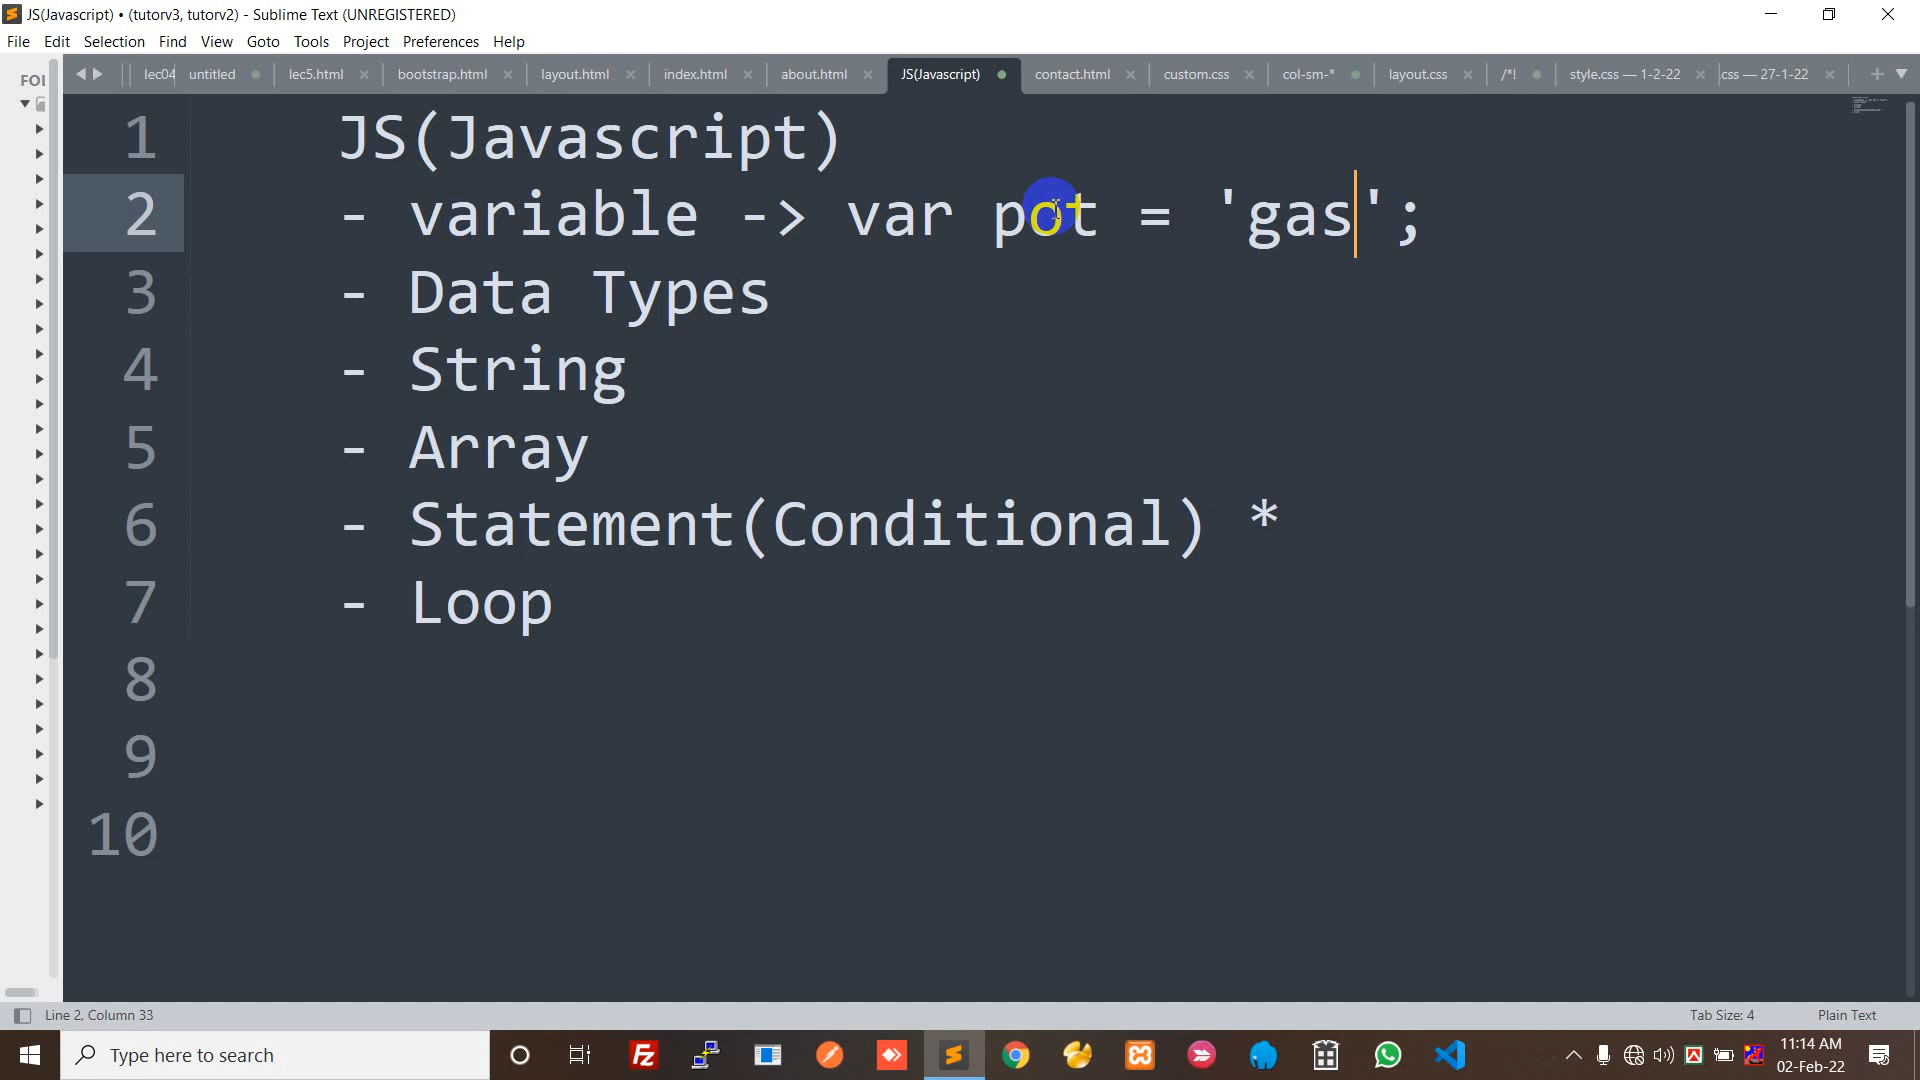 JS(Javascript) • (tutorv3, tutorv2) - Sublime Text (UNREGISTERED)
File Edit Selection Find View Goto Tools Project Preferences Help
FOI
lec04 untitled lec5.html bootstrap.html layout.html index.html about.html JS(Javascript) contact.html custom.css col-sm-* layout.css /*! style.css — 1-2-22 css — 27-1-22
1 JS(Javascript)
2 - variable -> var pot = 'gas';
3 - Data Types
4 - String
5 - Array
6 - Statement(Conditional) *
7 - Loop
8
9
10
Line 2, Column 33 Tab Size: 4 Plain Text
Type here to search
11:14 AM
02-Feb-22